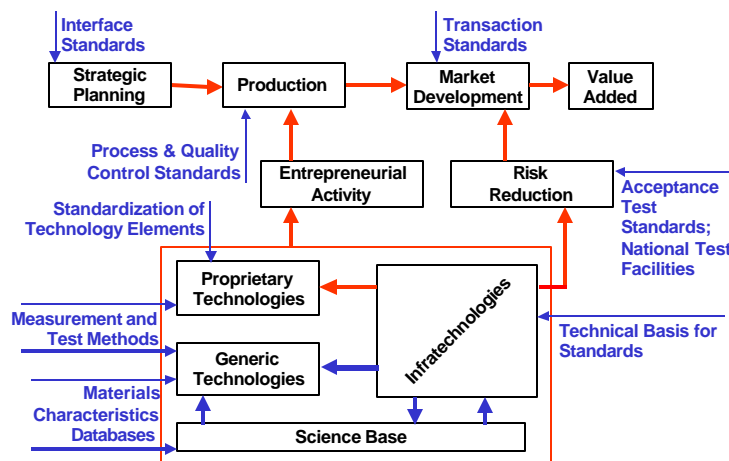 Interface
Standards
Transaction
Standards
Strategic
Planning
Production
Market
Development
Value
Added
Process & Quality
Control Standards
Entrepreneurial
Activity
Risk
Reduction
Acceptance
Test
Standards;
National Test
Facilities
Standardization of
Technology Elements
Proprietary
Technologies
Infratechnologies
Measurement and
Test Methods
Technical Basis for
Standards
Generic
Technologies
Materials
Characteristics
Databases
Science Base